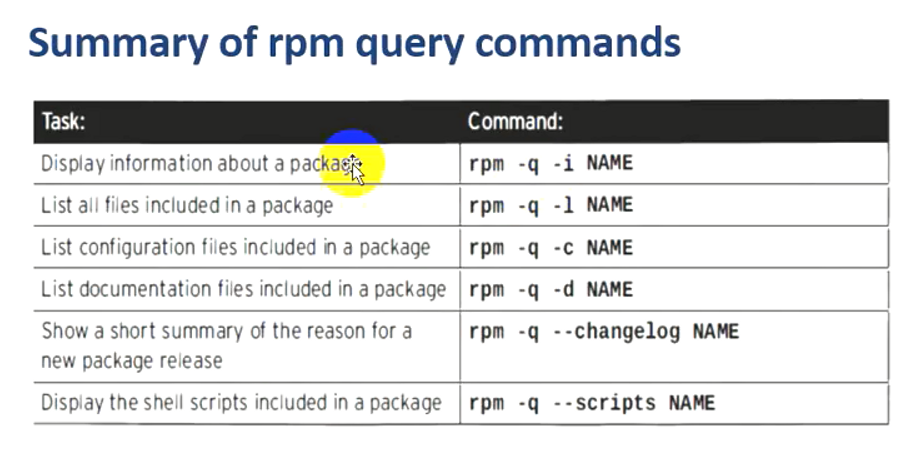 Summary of rpm query commands
Task: Command:
Display information about a package rpm -q -i NAME
List all files included in a package rpm -q -l NAME
List configuration files included in a package rpm -q -c NAME
List documentation files included in a package rpm -q -d NAME
Show a short summary of the reason for a rpm -q --changelog NAME
new package release
Display the shell scripts included in a package rpm -q --scripts NAME